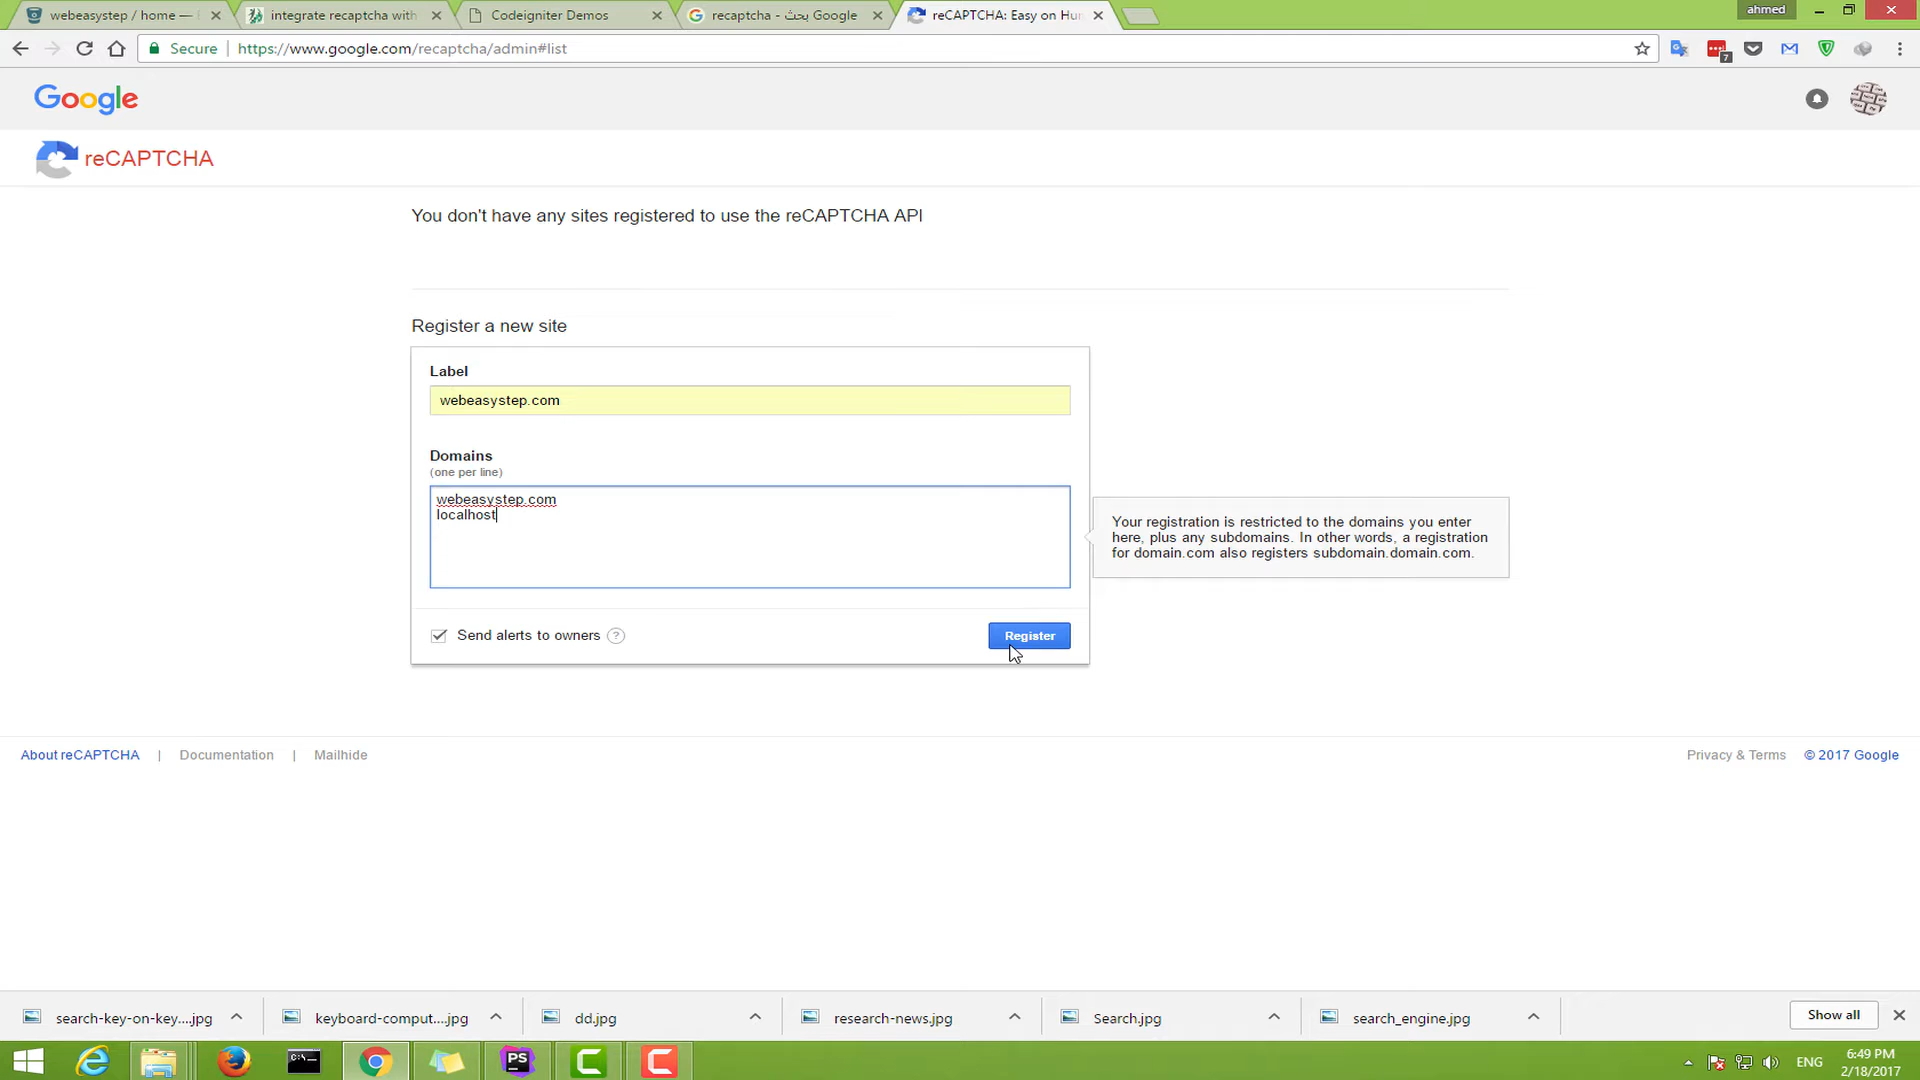 webeasystep / home —
integrate recaptcha with
Codeigniter Demos
recaptcha - بحث Google
reCAPTCHA: Easy on Hu
ahmed
Secure
https://www.google.com/recaptcha/admin#list
7
Google
reCAPTCHA
You don't have any sites registered to use the reCAPTCHA API
Register a new site
Label
webeasystep.com
Domains
(one per line)
webeasystep.com
localhost
Your registration is restricted to the domains you enter
here, plus any subdomains. In other words, a registration
for domain.com also registers subdomain.domain.com.
Send alerts to owners ?
Register
About reCAPTCHA | Documentation | Mailhide
Privacy & Terms © 2017 Google
search-key-on-key....jpg
keyboard-comput....jpg
dd.jpg
research-news.jpg
Search.jpg
search_engine.jpg
Show all
C:\_
PS
ENG
6:49 PM
2/18/2017